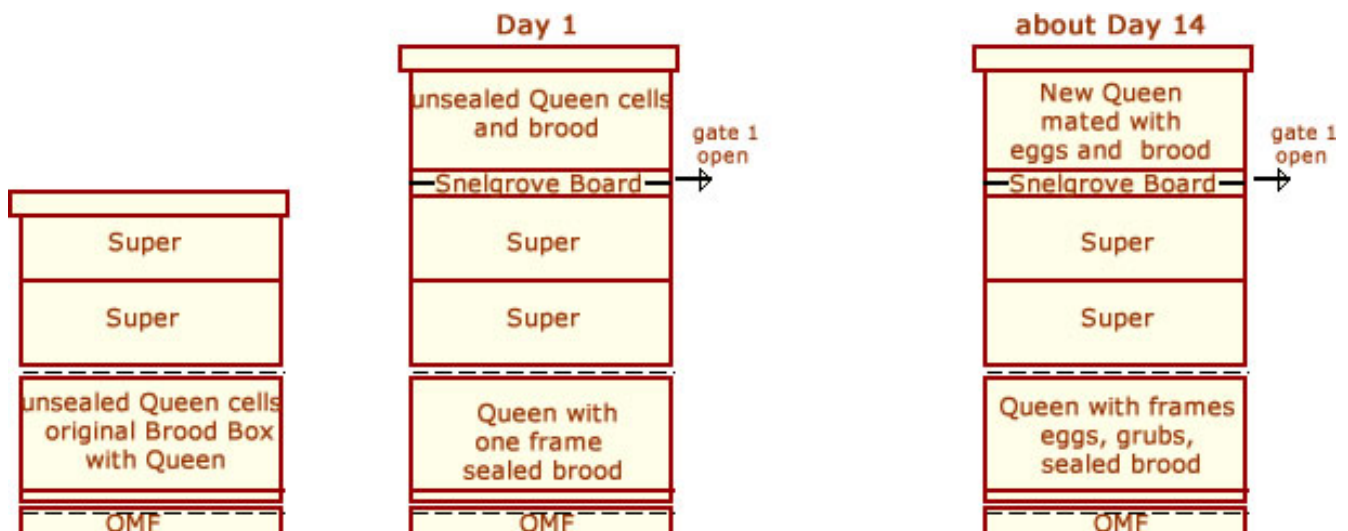 Super
Super
unsealed Queen cells
original Brood Box
with Queen
OMF
Day 1
unsealed Queen cells
and brood
gate 1
open
Snelgrove Board
Super
Super
Queen with
one frame
sealed brood
OMF
about Day 14
New Queen
mated with
eggs and brood
gate 1
open
Snelgrove Board
Super
Super
Queen with frames
eggs, grubs,
sealed brood
OMF